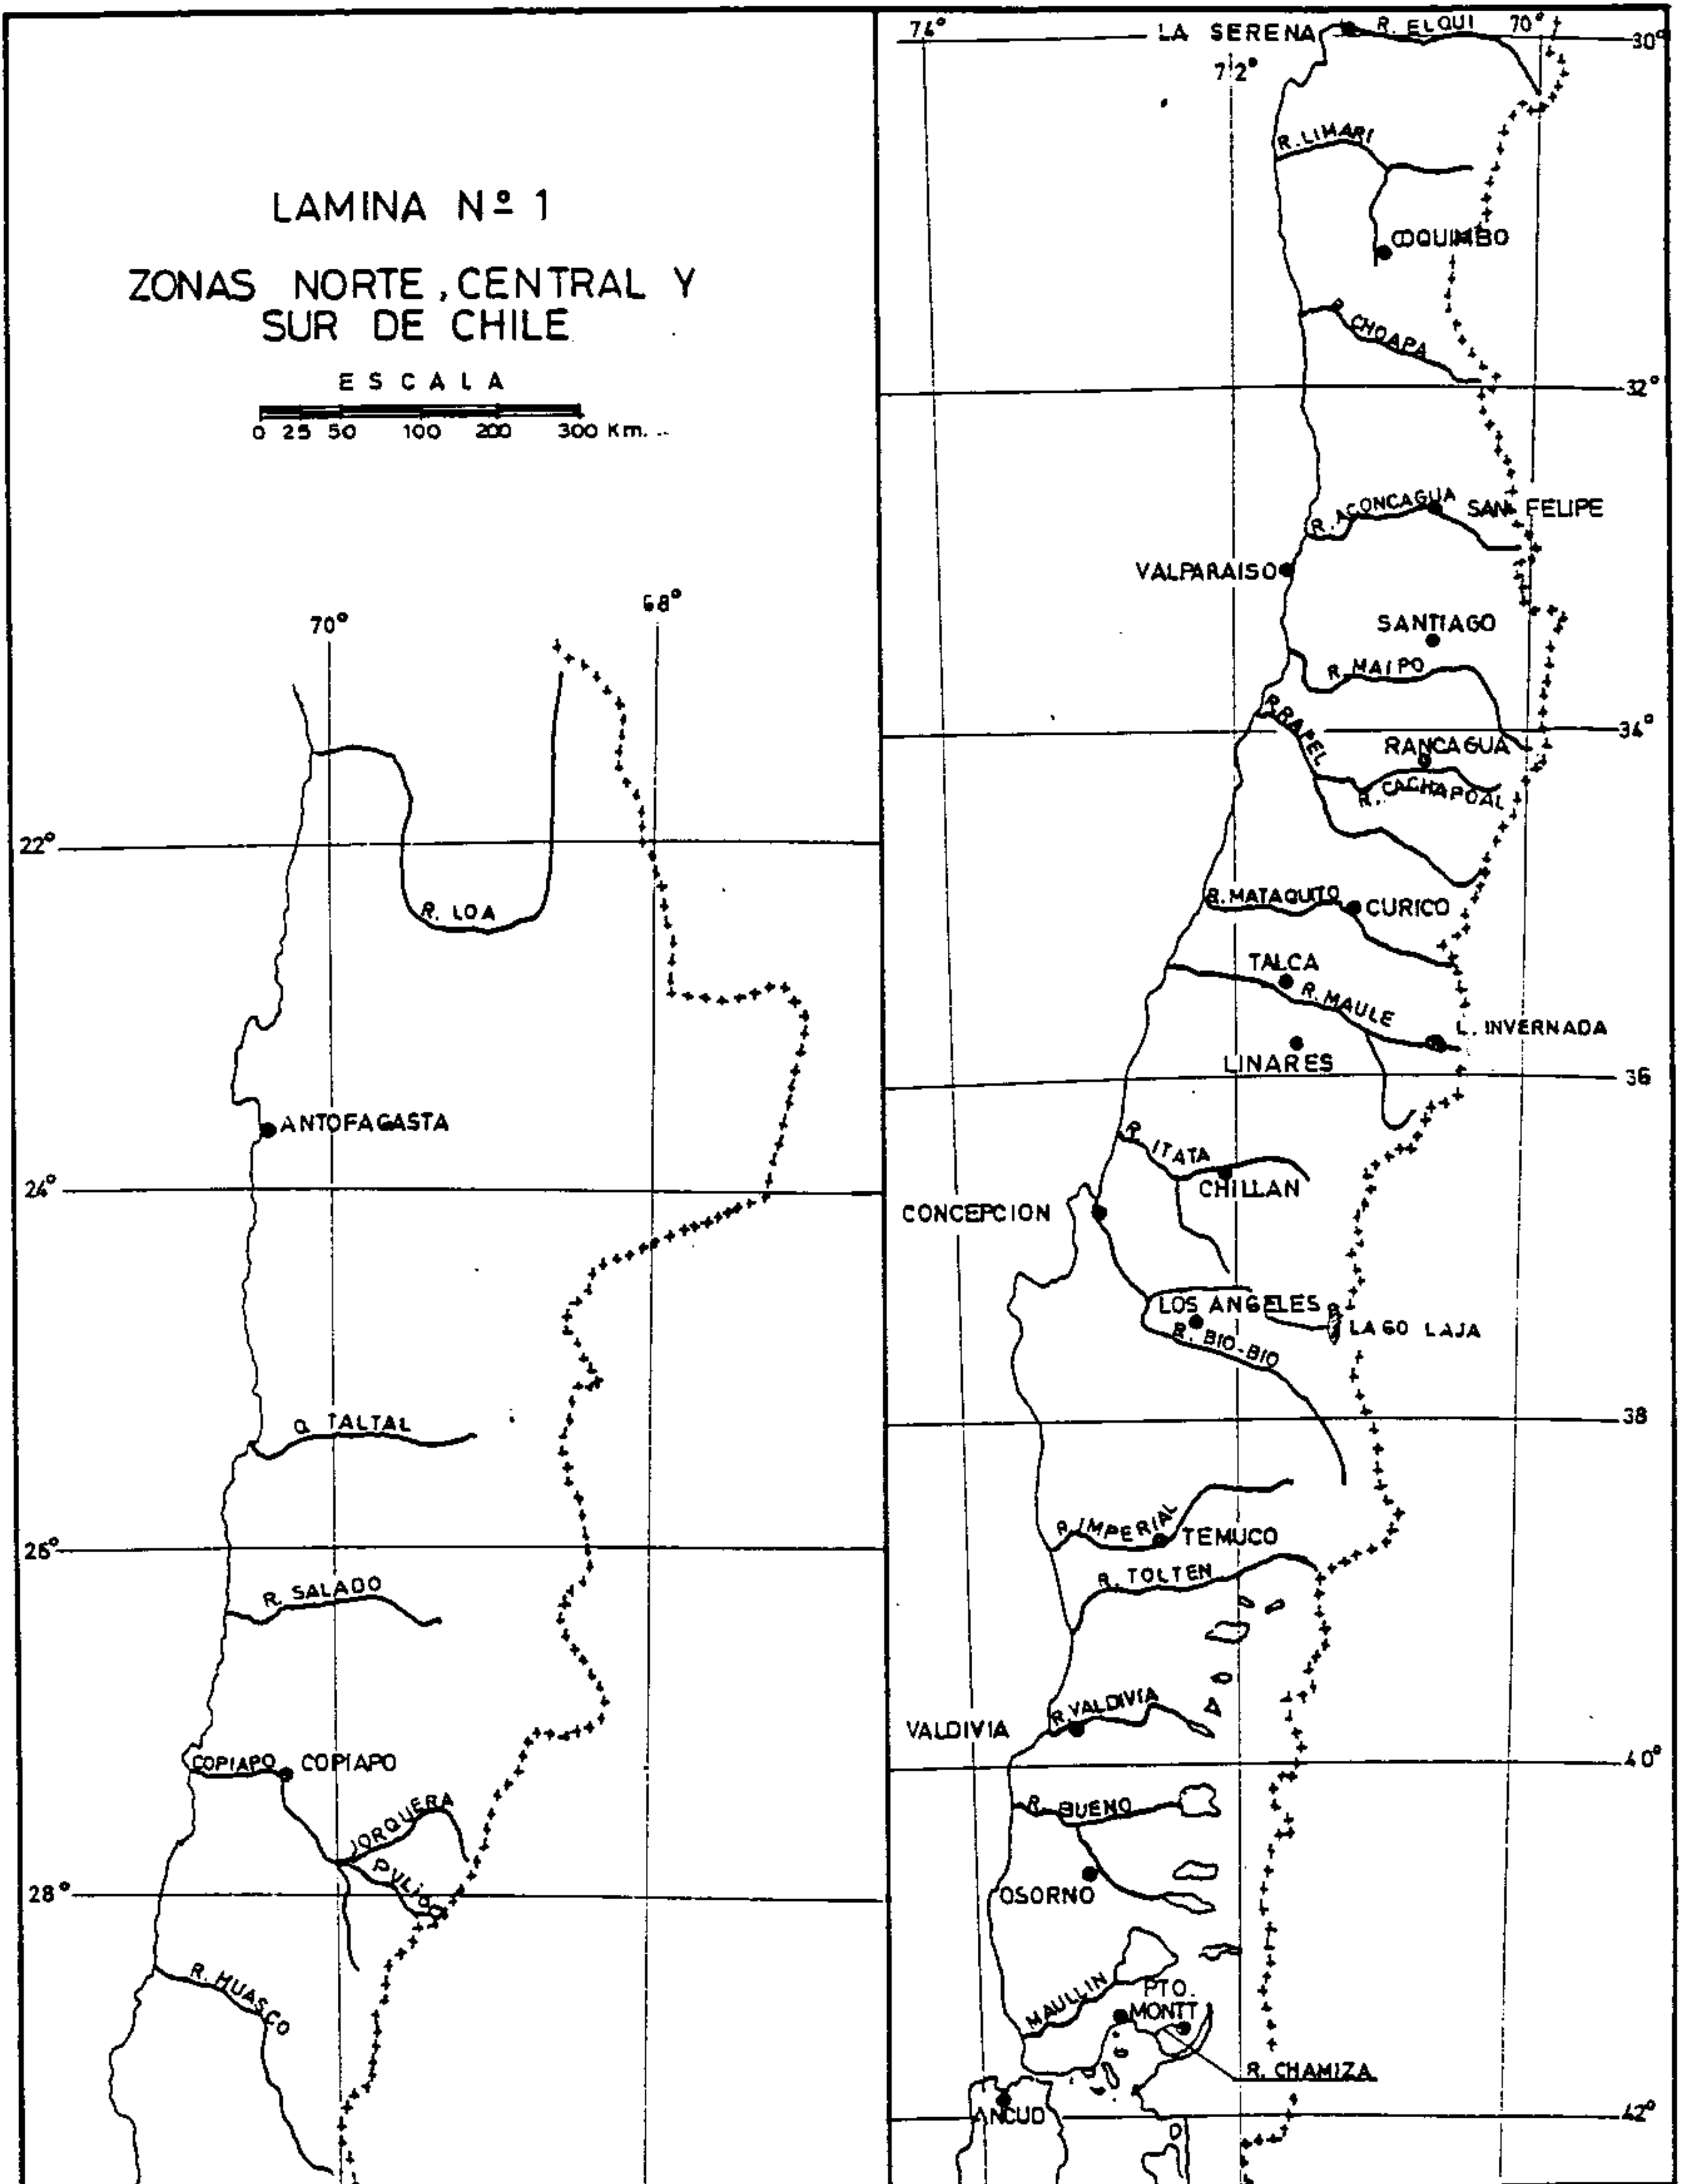 LAMINA Nº 1
ZONAS NORTE, CENTRAL Y
SUR DE CHILE
ESCALA
0 25 50 100 200 300 Km.
70°
68°
22°
R. LOA
ANTOFAGASTA
24°
Q. TALTAL
26°
R. SALADO
COPIAPO
COPIAPO
JORQUERA
PULIDO
28°
R. HUASCO
74°
LA SERENA
R. ELQUI
70°
30°
72°
R. LIMARI
COQUIMBO
R. CHOAPA
32°
R. ACONCAGUA
SAN FELIPE
VALPARAISO
SANTIAGO
R. MAIPO
R. RAPEL
34°
RANCAGUA
R. CACHAPOAL
R. MATAQUITO
CURICO
TALCA
R. MAULE
L. INVERNADA
LINARES
36
R. ITATA
CHILLAN
CONCEPCION
LOS ANGELES
LAGO LAJA
R. BIO-BIO
38
R. IMPERIAL
TEMUCO
R. TOLTEN
R. VALDIVIA
VALDIVIA
40°
R. BUENO
OSORNO
MAULLIN
PTO.
MONTT
R. CHAMIZA
ANCUD
42°